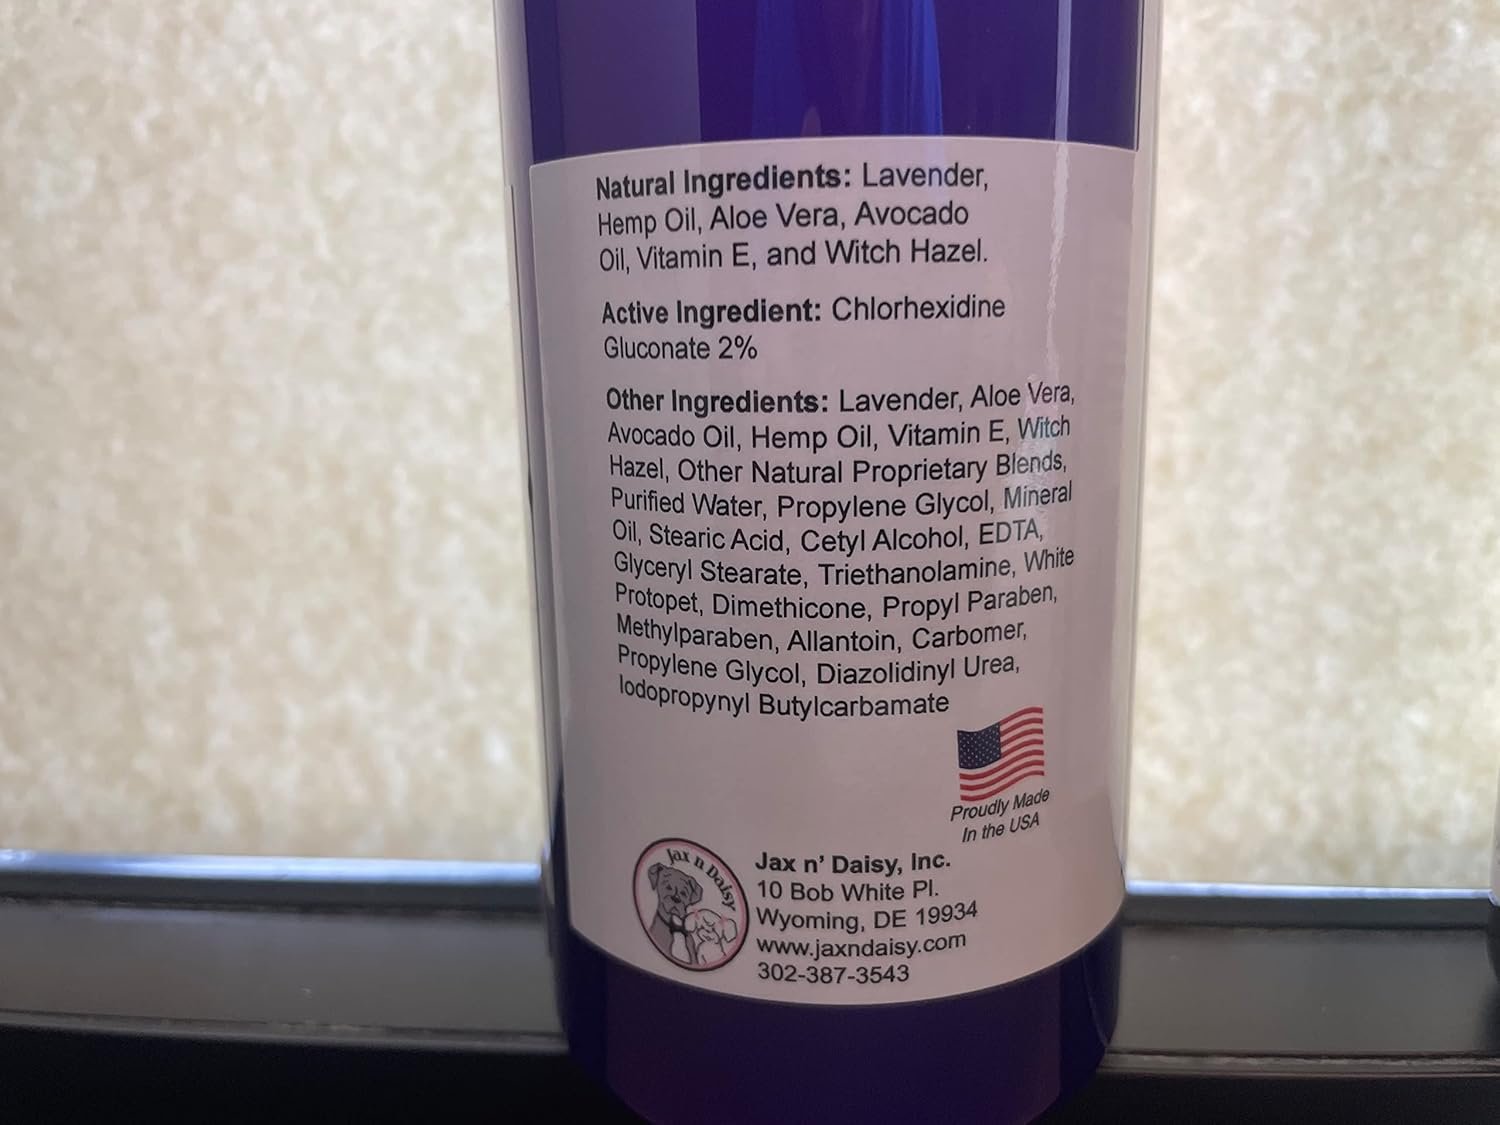 Natural Ingredients: Lavender,
Hemp Oil, Aloe Vera, Avocado
Oil, Vitamin E, and Witch Hazel.
Active Ingredient: Chlorhexidine
Gluconate 2%
Other Ingredients: Lavender, Aloe Vera,
Avocado Oil, Hemp Oil, Vitamin E, Witch
Hazel, Other Natural Proprietary Blends,
Purified Water, Propylene Glycol, Mineral
Oil, Stearic Acid, Cetyl Alcohol, EDTA,
Glyceryl Stearate, Triethanolamine, White
Protopet, Dimethicone, Propyl Paraben,
Methylparaben, Allantoin, Carbomer,
Propylene Glycol, Diazolidinyl Urea,
Iodopropynyl Butylcarbamate
Proudly Made
In the USA
Jax n Daisy
Jax n' Daisy, Inc.
10 Bob White Pl.
Wyoming, DE 19934
www.jaxndaisy.com
302-387-3543